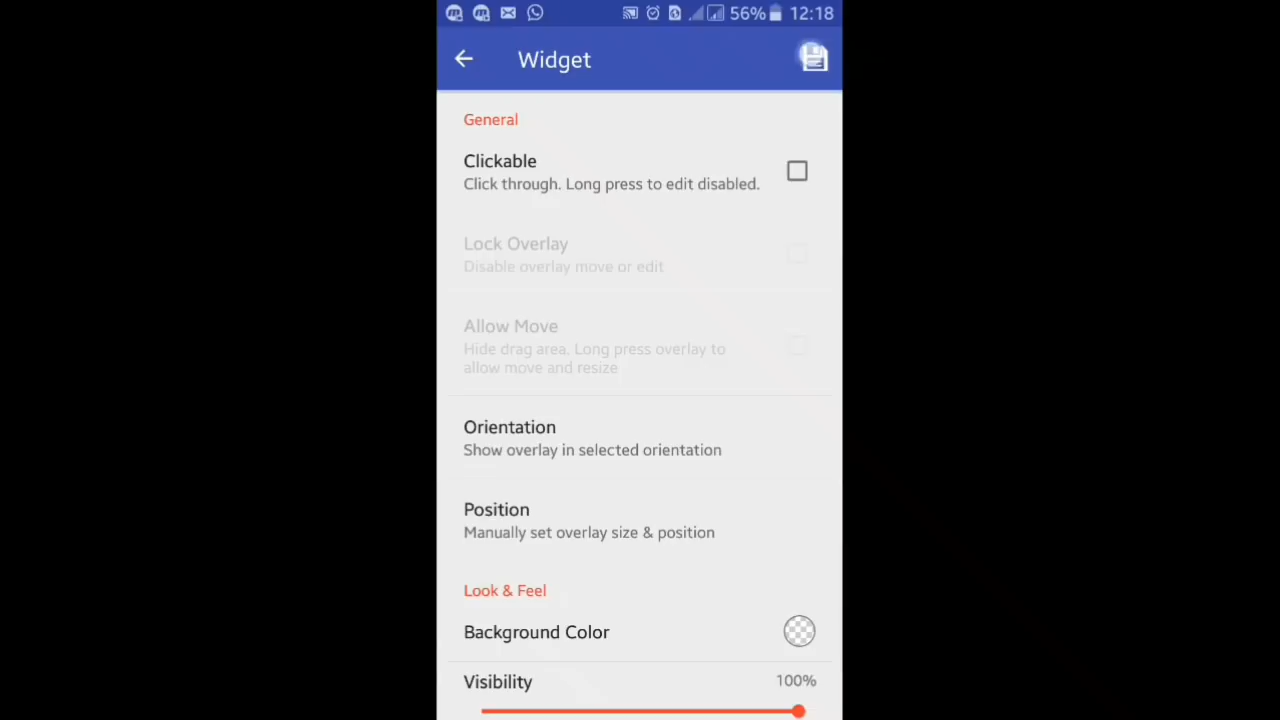 56% 12:18
Widget
General
Clickable
Click through. Long press to edit disabled.
Lock Overlay
Disable overlay move or edit
Allow Move
Hide drag area. Long press overlay to
allow move and resize
Orientation
Show overlay in selected orientation
Position
Manually set overlay size & position
Look & Feel
Background Color
Visibility 100%